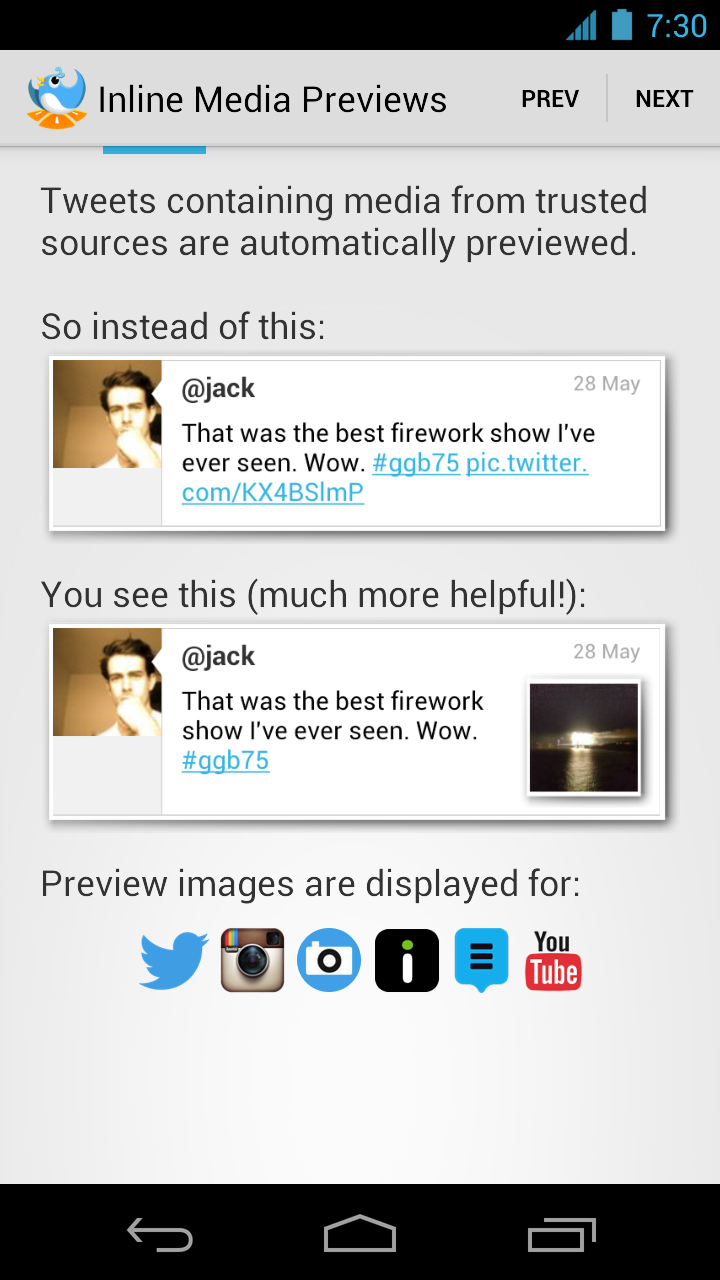 7:30
Inline Media Previews
PREV
NEXT
Tweets containing media from trusted
sources are automatically previewed.
So instead of this:
@jack
28 May
That was the best firework show I've
ever seen. Wow. #ggb75 pic.twitter.
com/KX4BSlmP
You see this (much more helpful!):
@jack
28 May
That was the best firework
show I've ever seen. Wow.
#ggb75
Preview images are displayed for:
You
Tube